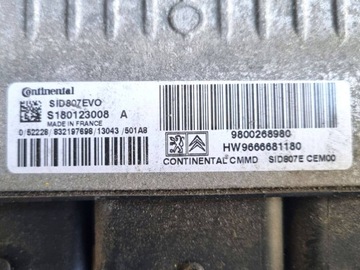 Continental
SID807EVO
S180123008 A
MADE IN FRANCE
0/52228/832197698/13043/501A8
9800268980
HW9666681180
CONTINENTAL CMMD SID807E CEM00